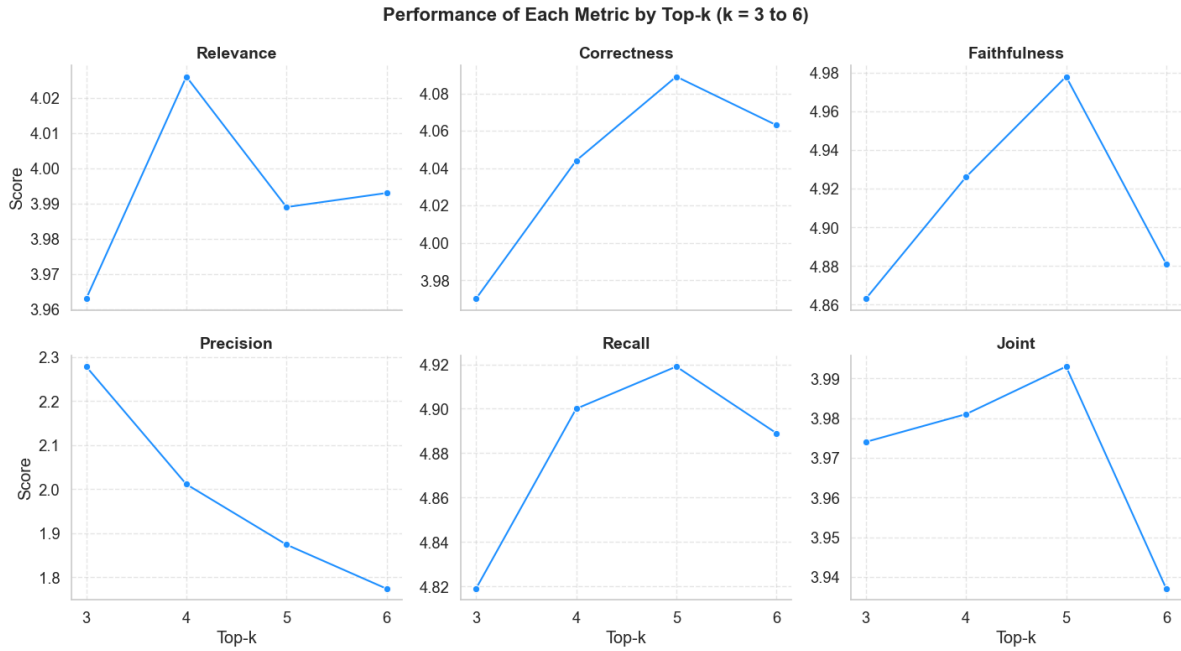 Performance of Each Metric by Top-k (k = 3 to 6)
Relevance
Score
4.02
4.01
4.00
3.99
3.98
3.97
3.96
Correctness
4.08
4.06
4.04
4.02
4.00
3.98
Faithfulness
4.98
4.96
4.94
4.92
4.90
4.88
4.86
Precision
Score
2.3
2.2
2.1
2.0
1.9
1.8
3 4 5 6
Top-k
Recall
4.92
4.90
4.88
4.86
4.84
4.82
3 4 5 6
Top-k
Joint
3.99
3.98
3.97
3.96
3.95
3.94
3 4 5 6
Top-k